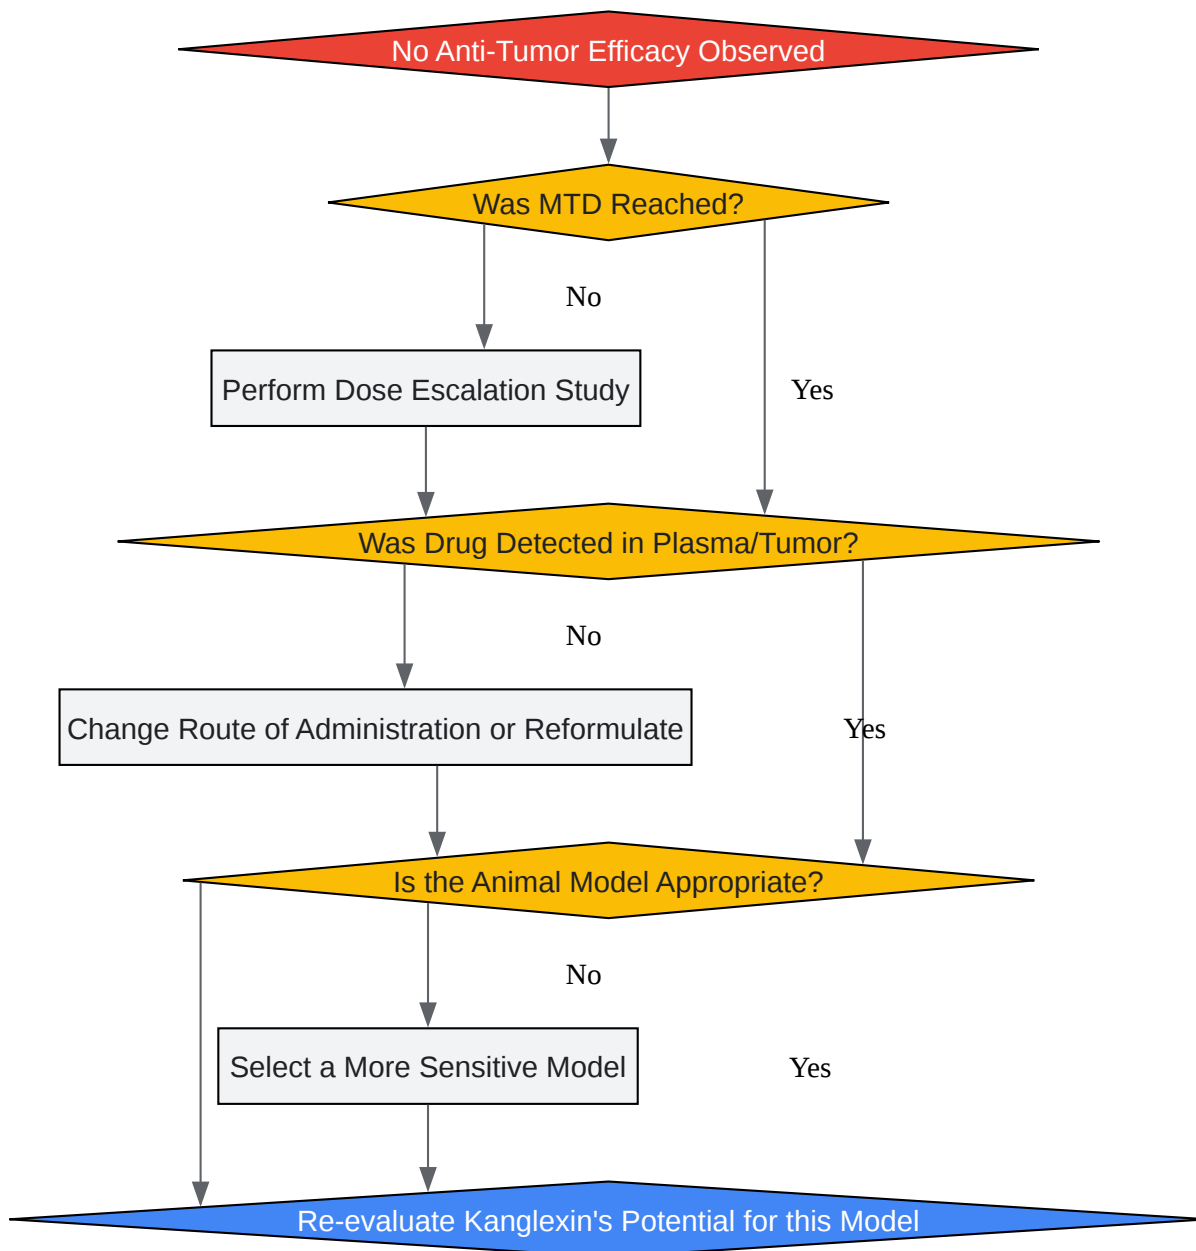 No Anti-Tumor Efficacy Observed
Was MTD Reached?
No
Perform Dose Escalation Study
Yes
Was Drug Detected in Plasma/Tumor?
No
Change Route of Administration or Reformulate
Yes
Is the Animal Model Appropriate?
No
Select a More Sensitive Model
Yes
Re-evaluate Kanglexin's Potential for this Model